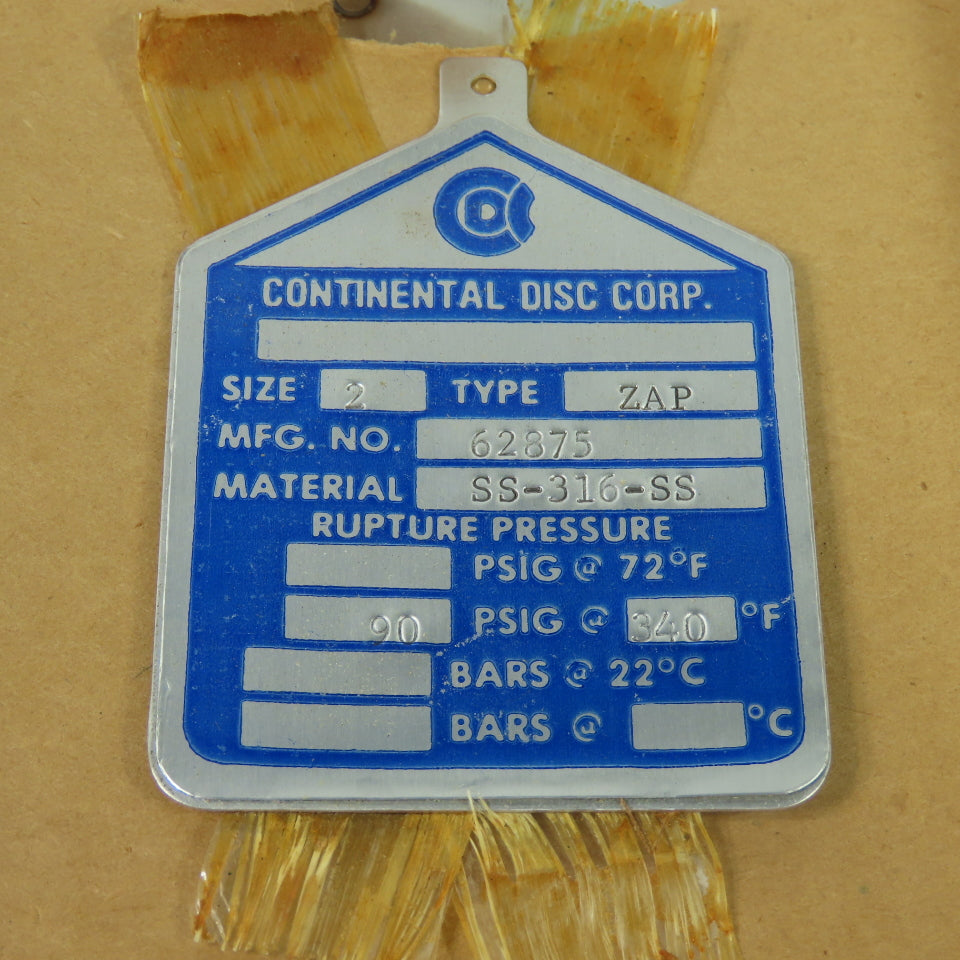 CONTINENTAL DISC CORP.
SIZE 2 TYPE ZAP
MFG. NO. 62875
MATERIAL SS-316-SS
RUPTURE PRESSURE
PSIG @ 72°F
90 PSIG @ 340 °F
BARS @ 22°C
BARS @ °C